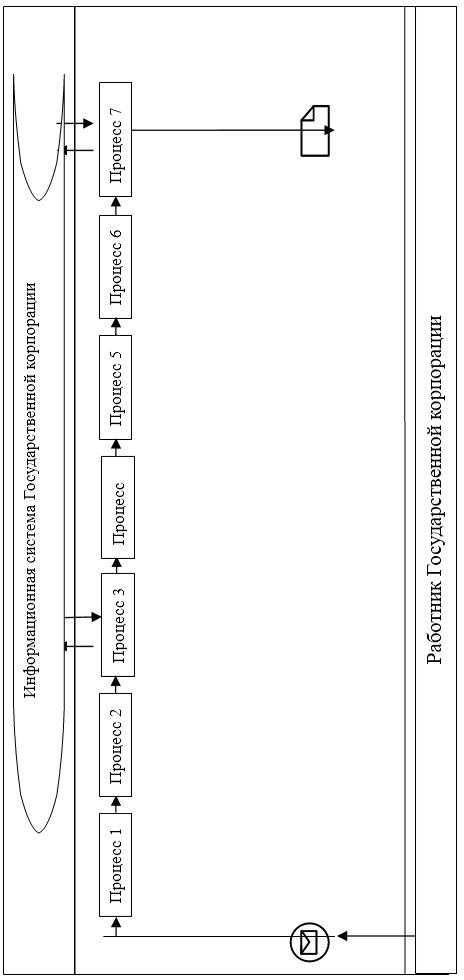 Информационная система Государственной корпорации
Процесс 1
Процесс 2
Процесс 3
Процесс
Процесс 5
Процесс 6
Процесс 7
Работник Государственной корпорации